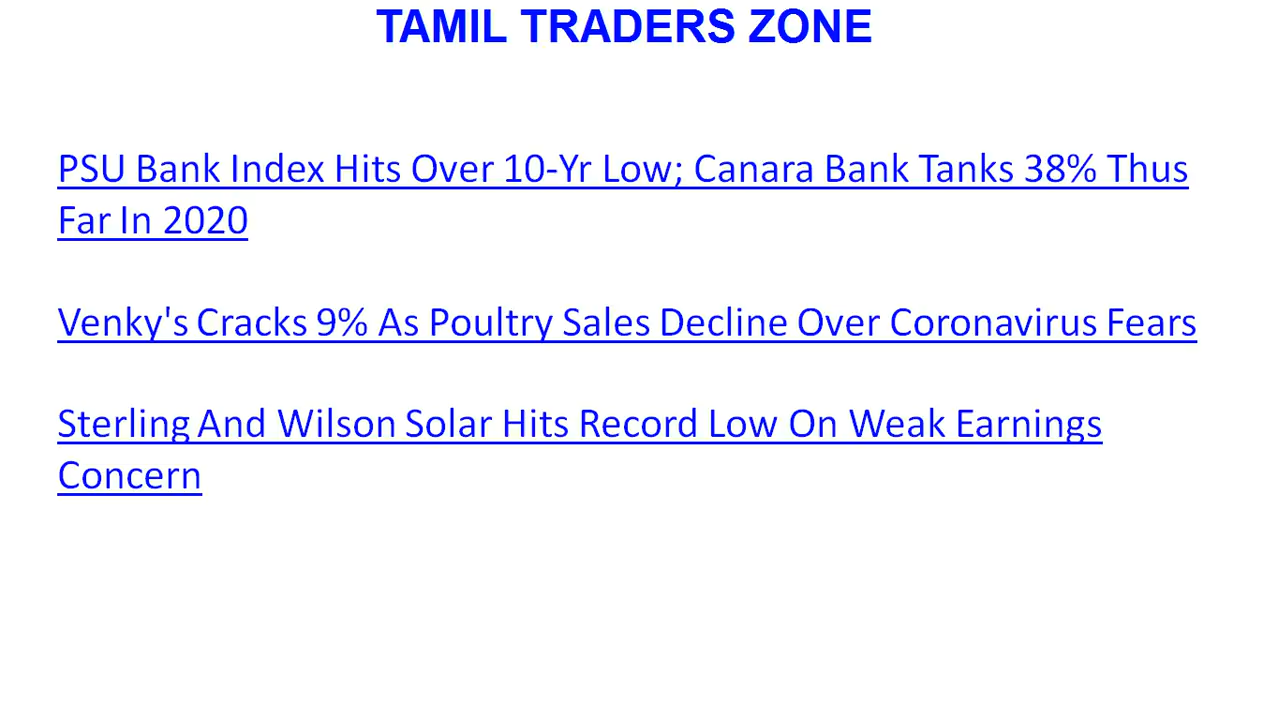 TAMIL TRADERS ZONE
PSU Bank Index Hits Over 10-Yr Low; Canara Bank Tanks 38% Thus
Far In 2020
Venky's Cracks 9% As Poultry Sales Decline Over Coronavirus Fears
Sterling And Wilson Solar Hits Record Low On Weak Earnings
Concern